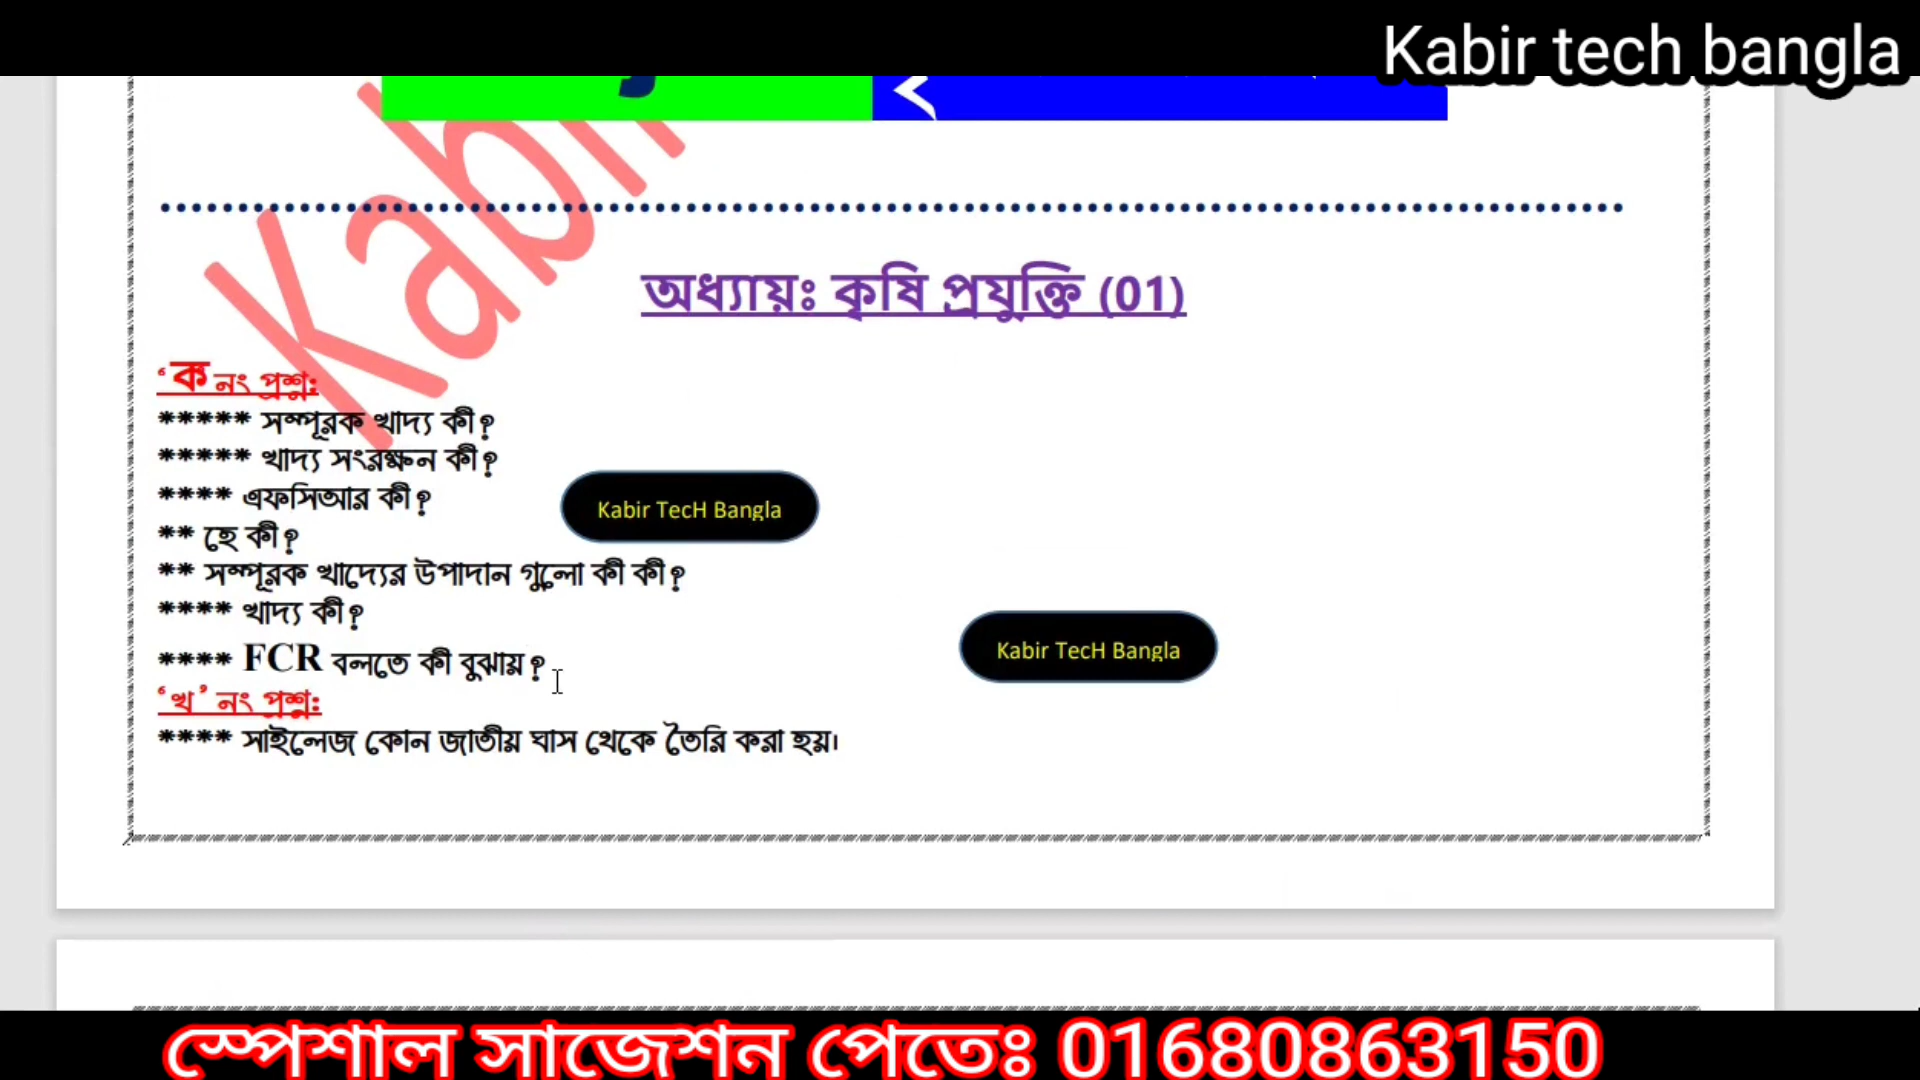 Kabir tech bangla
অধ্যায়ঃ কৃষি প্রযুক্তি (01)
‘ক নং প্রশ্ন:
***** সম্পূরক খাদ্য কী?
***** খাদ্য সংরক্ষন কী?
**** এফসিআর কী?
Kabir TecH Bangla
** হে কী?
** সম্পূরক খাদ্যের উপাদান গুলো কী কী?
**** খাদ্য কী?
**** FCR বলতে কী বুঝায়?
Kabir TecH Bangla
‘খ’ নং প্রশ্ন:
**** সাইলেজ কোন জাতীয় ঘাস থেকে তৈরি করা হয়।
স্পেশাল সাজেশন পেতেঃ 01680863150